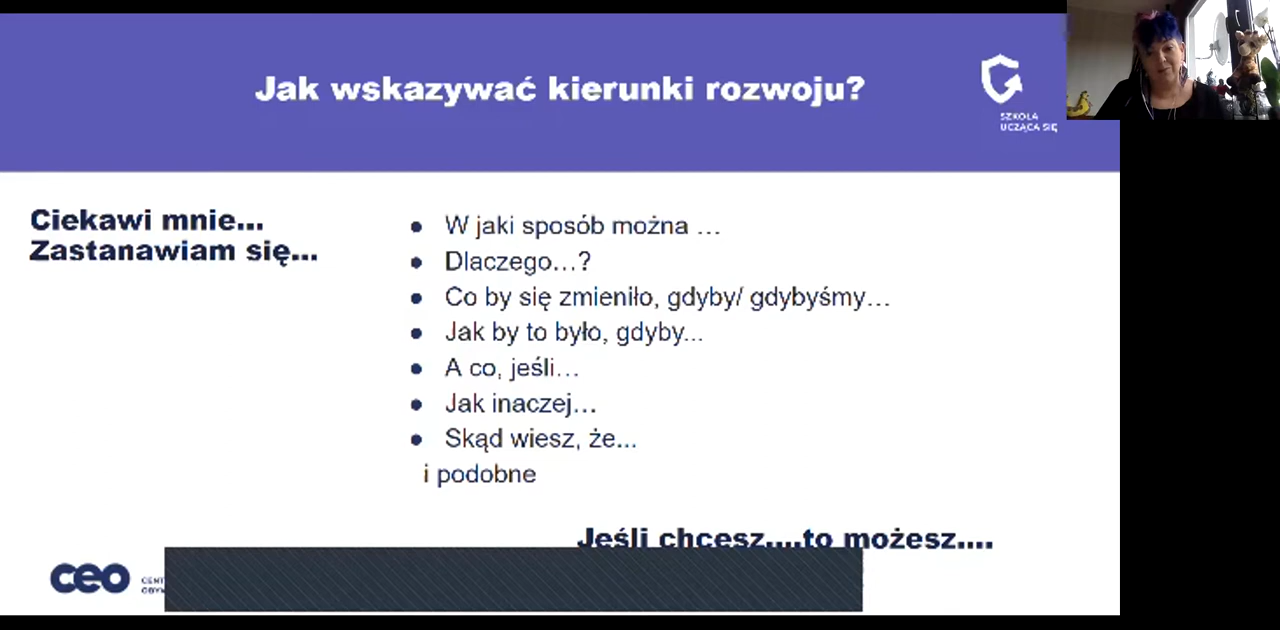 Jak wskazywać kierunki rozwoju?
SZKOŁA
UCZĄCA SIĘ
Ciekawi mnie...
Zastanawiam się...
● W jaki sposób można …
● Dlaczego…?
● Co by się zmieniło, gdyby/ gdybyśmy…
● Jak by to było, gdyby...
● A co, jeśli…
● Jak inaczej…
● Skąd wiesz, że...
i podobne
Jeśli chcesz....to możesz....
ceo